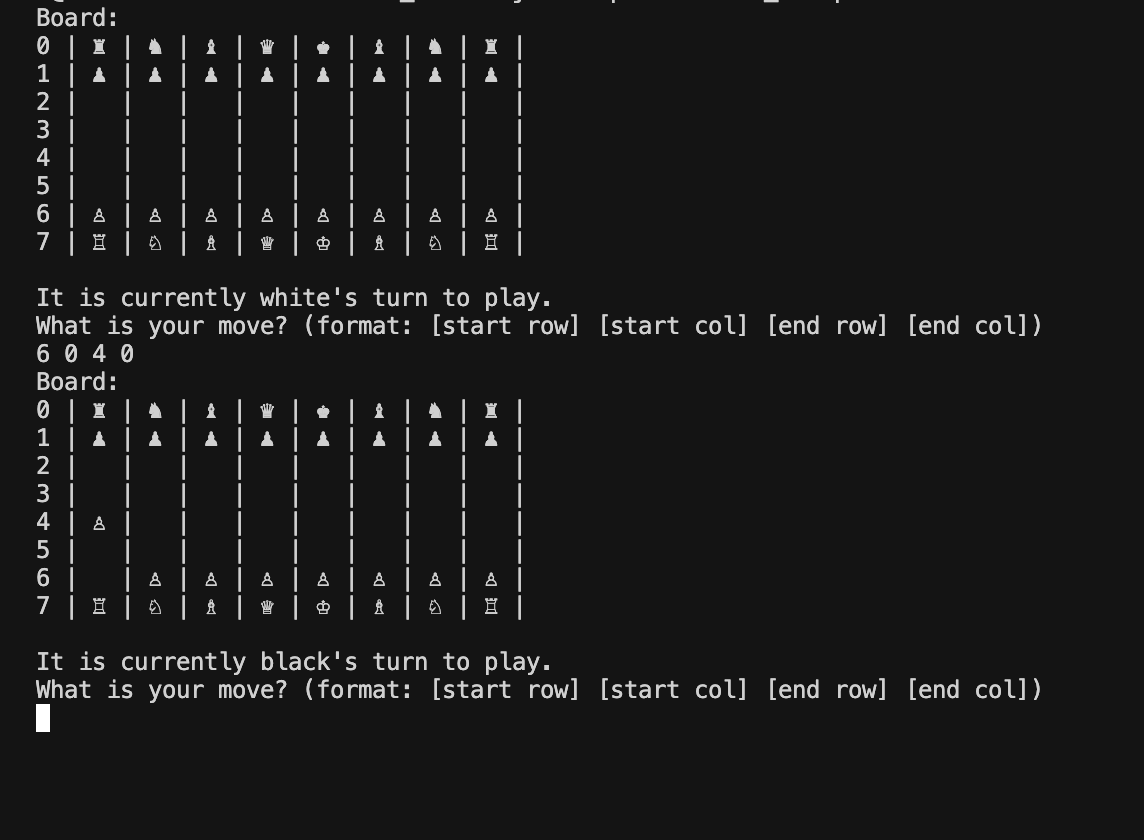 Board:
0 | ♜ | ♞ | ♝ | ♛ | ♚ | ♝ | ♞ | ♜ |
1 | ♟ | ♟ | ♟ | ♟ | ♟ | ♟ | ♟ | ♟ |
2 |   |   |   |   |   |   |   |   |
3 |   |   |   |   |   |   |   |   |
4 |   |   |   |   |   |   |   |   |
5 |   |   |   |   |   |   |   |   |
6 | ♙ | ♙ | ♙ | ♙ | ♙ | ♙ | ♙ | ♙ |
7 | ♖ | ♘ | ♗ | ♛ | ♔ | ♗ | ♘ | ♖ |
It is currently white's turn to play.
What is your move? (format: [start row] [start col] [end row] [end col])
6 0 4 0
Board:
0 | ♜ | ♞ | ♝ | ♛ | ♚ | ♝ | ♞ | ♜ |
1 | ♟ | ♟ | ♟ | ♟ | ♟ | ♟ | ♟ | ♟ |
2 |   |   |   |   |   |   |   |   |
3 |   |   |   |   |   |   |   |   |
4 | ♙ |   |   |   |   |   |   |   |
5 |   |   |   |   |   |   |   |   |
6 |   | ♙ | ♙ | ♙ | ♙ | ♙ | ♙ | ♙ |
7 | ♖ | ♘ | ♗ | ♛ | ♔ | ♗ | ♘ | ♖ |
It is currently black's turn to play.
What is your move? (format: [start row] [start col] [end row] [end col])